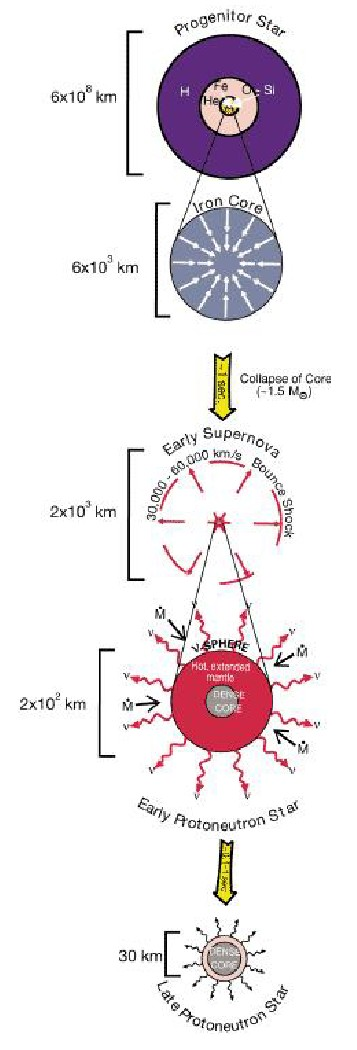 Progenitor Star
6x10⁸ km
H
Fe
O
Si
He
C
Iron Core
6x10³ km
~1 sec.
Collapse of Core
(~1.5 M☉)
Early Supernova
30,000 - 60,000 km/s
Bounce Shock
2x10³ km
Ṁ
ν
ν
ν-SPHERE
ν
ν
Ṁ
Hot, extended
mantle
ν
DENSE
CORE
ν
2x10² km
Ṁ
ν
ν
Ṁ
ν
ν
ν
ν
Early Protoneutron Star
30 km
DENSE
CORE
Late Protoneutron Star